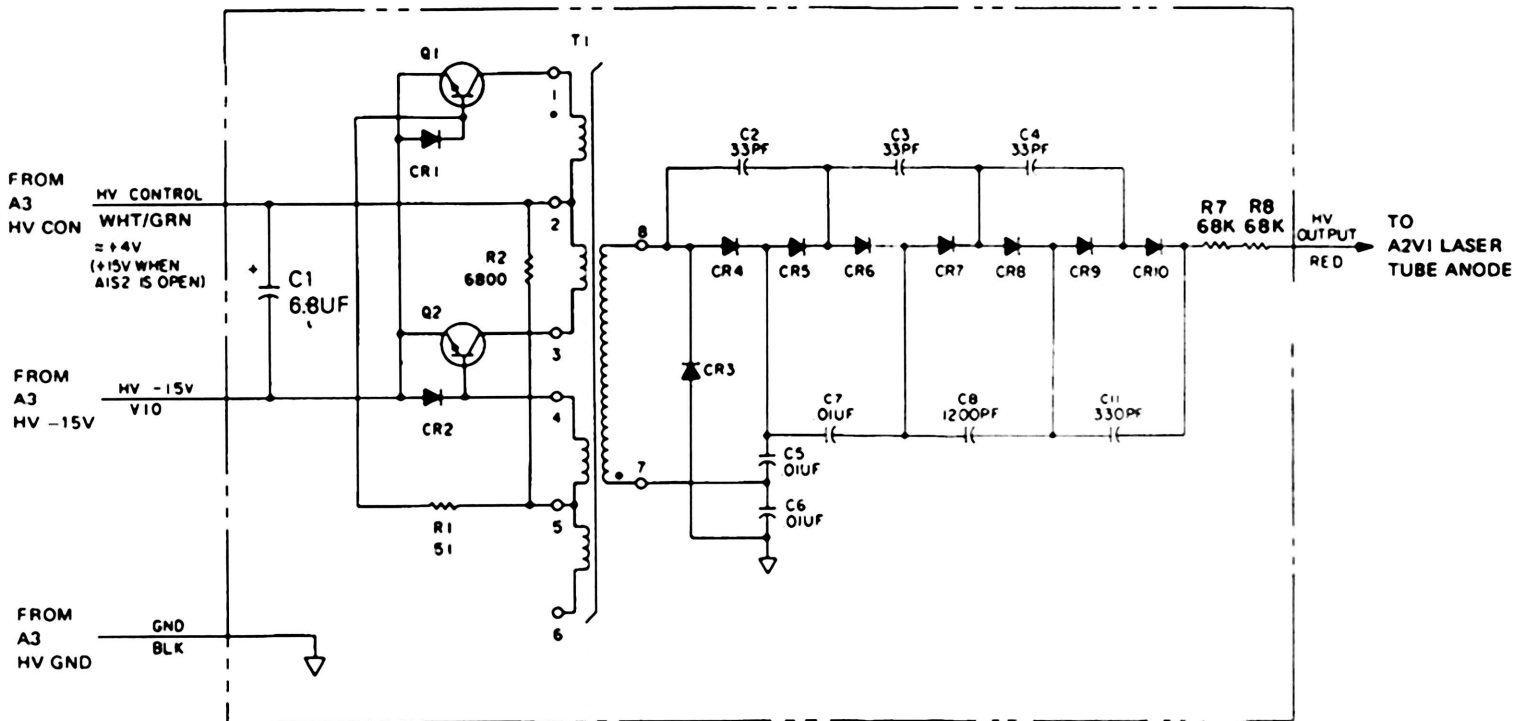 T1
Q1
1
CR1
FROM
A3
HV CON
HV CONTROL
WHT/GRN
≈ +4V
(+15V WHEN
A1S2 IS OPEN)
+
C1
6.8UF
2
R2
6800
Q2
3
FROM
A3
HV −15V
HV −15V
VIO
CR2
4
R1
51
5
6
FROM
A3
HV GND
GND
BLK
8
7
C2
33PF
C3
33PF
C4
33PF
CR4
CR5
CR6
CR7
CR8
CR9
CR10
R7
68K
R8
68K
HV
OUTPUT
RED
TO
A2V1 LASER
TUBE ANODE
CR3
C7
.01UF
C8
1200PF
C11
330PF
C5
.01UF
C6
.01UF